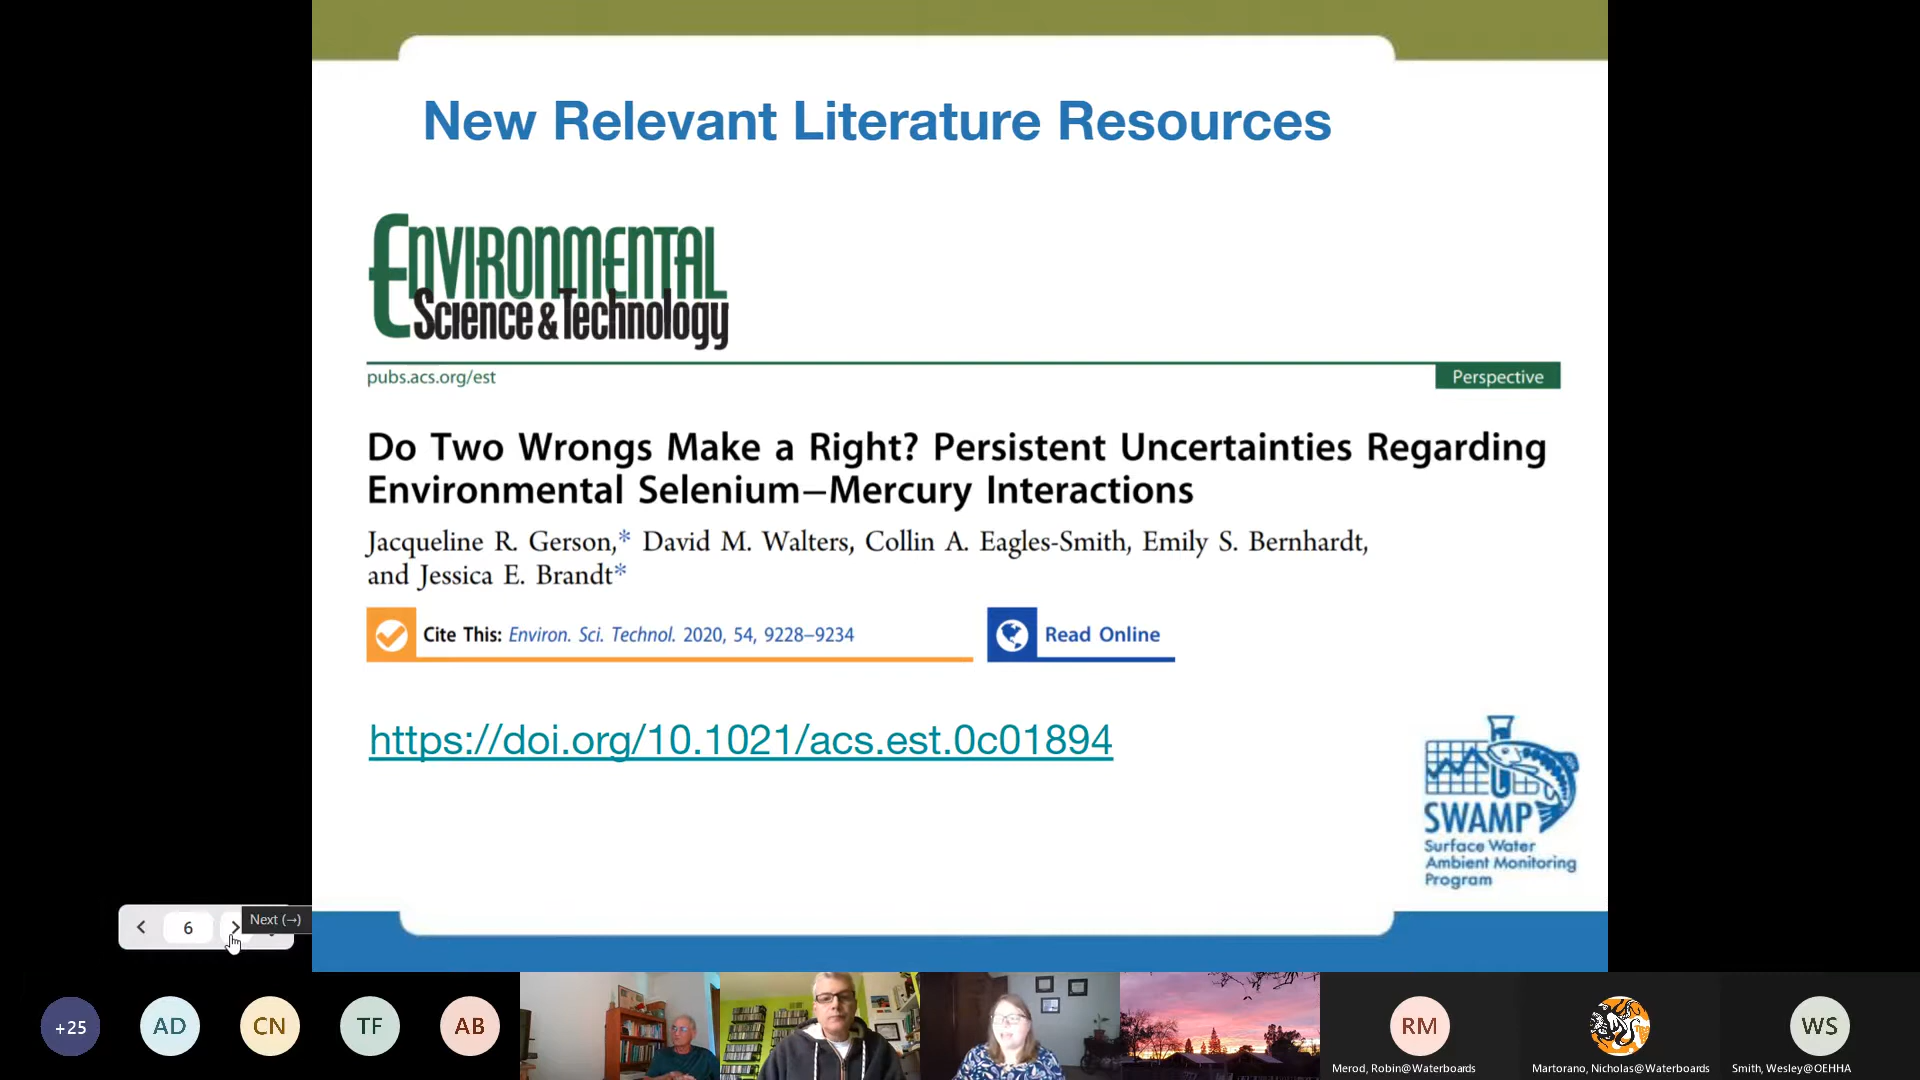 New Relevant Literature Resources
Environmental
Science & Technology
pubs.acs.org/est
Perspective
Do Two Wrongs Make a Right? Persistent Uncertainties Regarding
Environmental Selenium−Mercury Interactions
Jacqueline R. Gerson,* David M. Walters, Collin A. Eagles-Smith, Emily S. Bernhardt,
and Jessica E. Brandt*
Cite This: Environ. Sci. Technol. 2020, 54, 9228−9234
Read Online
https://doi.org/10.1021/acs.est.0c01894
SWAMP
Surface Water
Ambient Monitoring
Program
6
Next (→)
+25
AD
CN
TF
AB
RM
WS
Merod, Robin@Waterboards
Martorano, Nicholas@Waterboards
Smith, Wesley@OEHHA